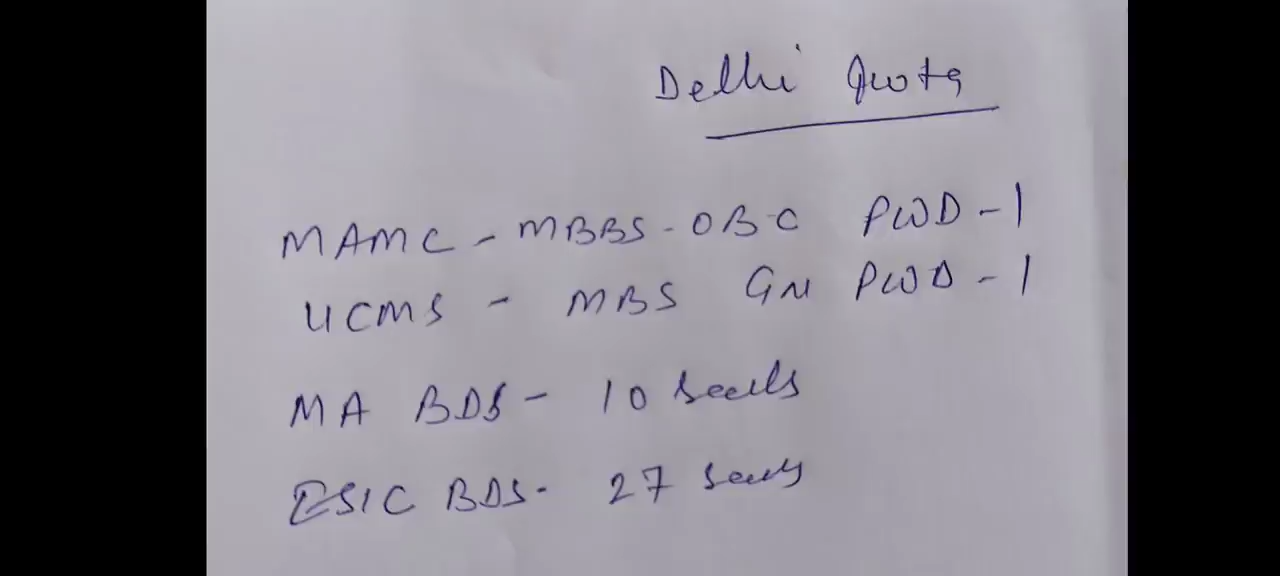 Delhi Quota
MAMC - MBBS - OBC PWD - 1
UCMS - MBS GN PWD - 1
MA BDS - 10 seats
ESIC BDS - 27 seats